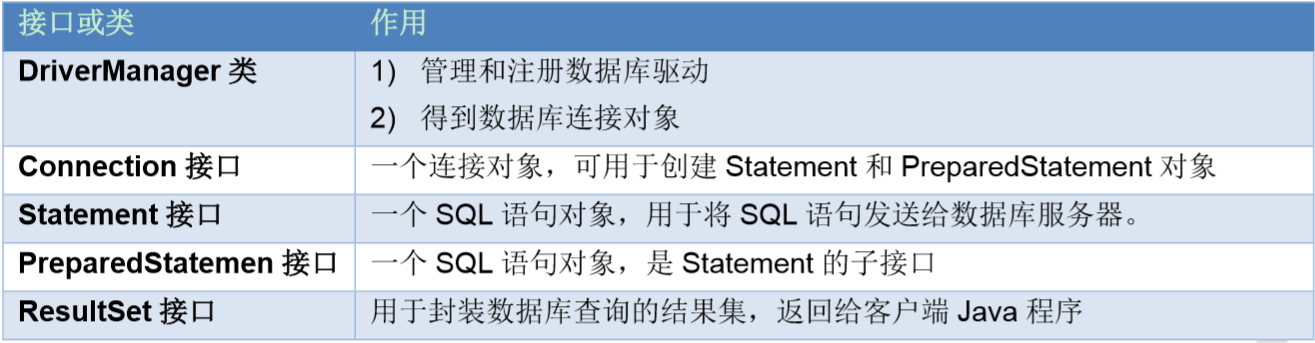 接口或类 作用
DriverManager 类 1) 管理和注册数据库驱动
2) 得到数据库连接对象
Connection 接口 一个连接对象，可用于创建 Statement 和 PreparedStatement 对象
Statement 接口 一个 SQL 语句对象，用于将 SQL 语句发送给数据库服务器。
PreparedStatemen 接口 一个 SQL 语句对象，是 Statement 的子接口
ResultSet 接口 用于封装数据库查询的结果集，返回给客户端 Java 程序